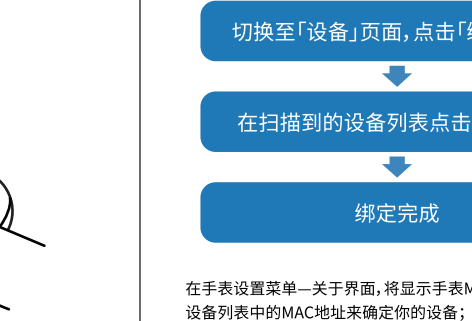 切换至「设备」页面，点击「
在扫描到的设备列表点击
绑定完成
在手表设置菜单—关于界面，将显示手表M
设备列表中的MAC地址来确定你的设备；